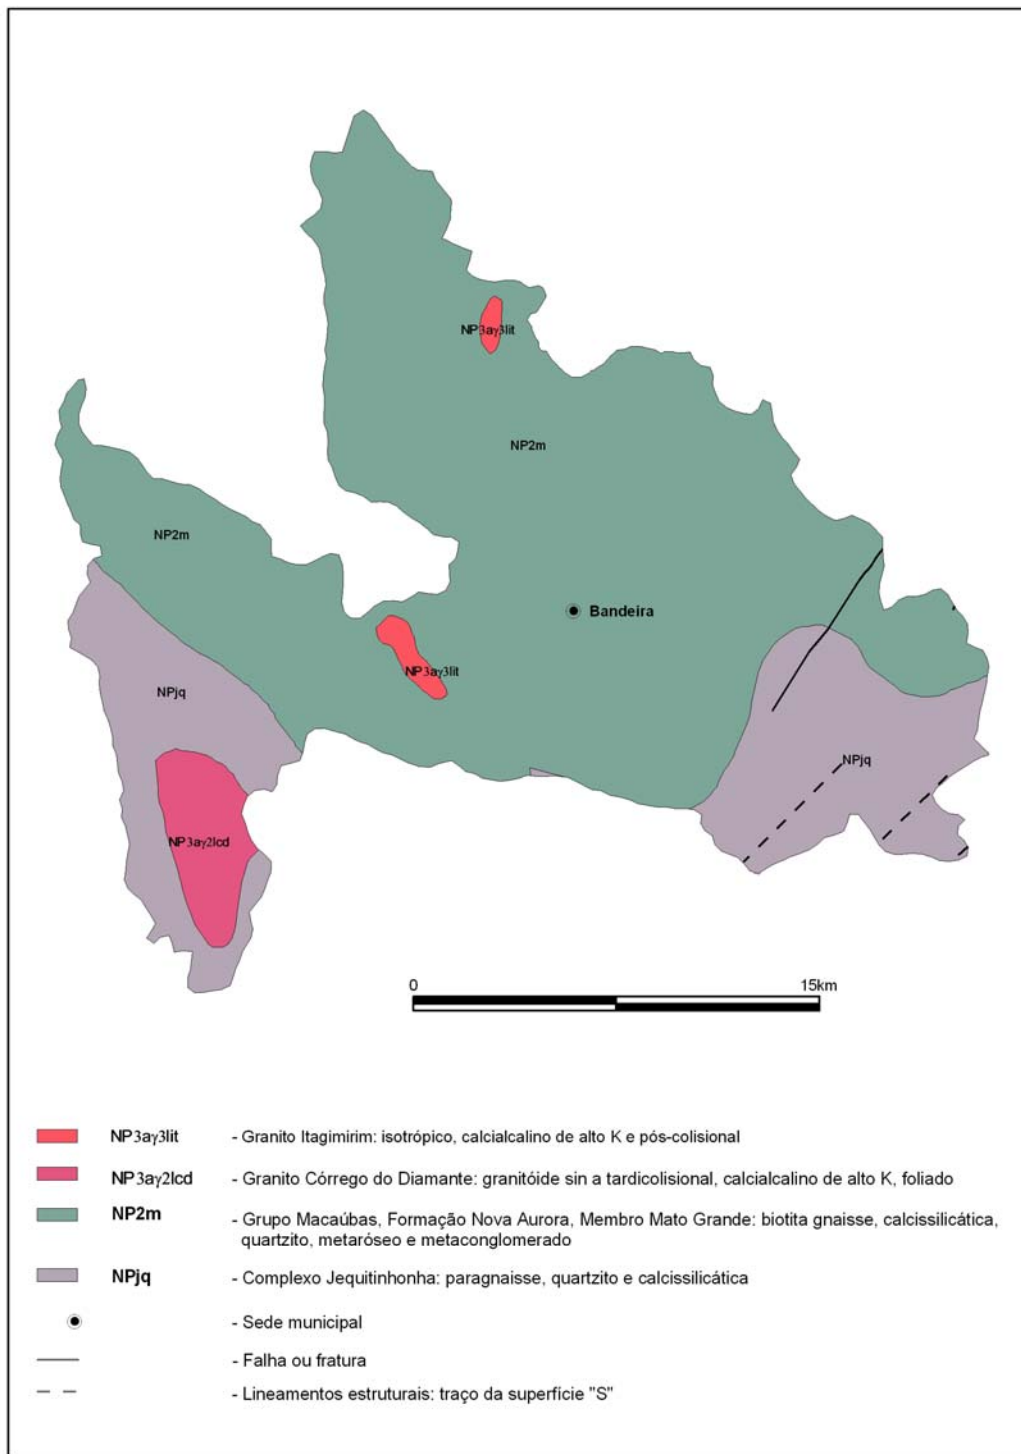 NP3aγ3lit
NP2m
NP2m
Bandeira
NP3aγ3lit
NPjq
NPjq
NP3aγ2lcd
0 15km
NP3aγ3lit - Granito Itagimirim: isotrópico, calcialcalino de alto K e pós-colisional
NP3aγ2lcd - Granito Córrego do Diamante: granitóide sin a tardicolisional, calcialcalino de alto K, foliado
NP2m - Grupo Macaúbas, Formação Nova Aurora, Membro Mato Grande: biotita gnaisse, calcissilicática,
quartzito, metaróseo e metaconglomerado
NPjq - Complexo Jequitinhonha: paragnaisse, quartzito e calcissilicática
- Sede municipal
- Falha ou fratura
- Lineamentos estruturais: traço da superfície "S"